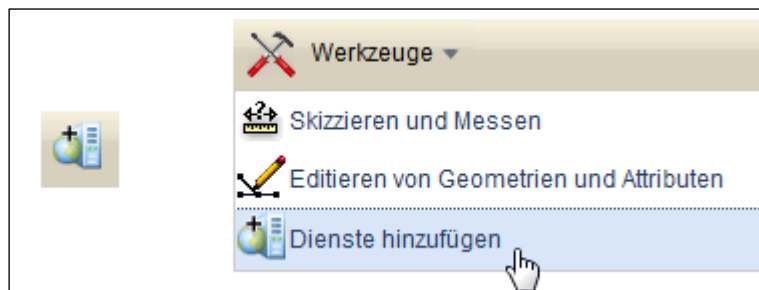 Werkzeuge
Skizzieren und Messen
Editieren von Geometrien und Attributen
Dienste hinzufügen